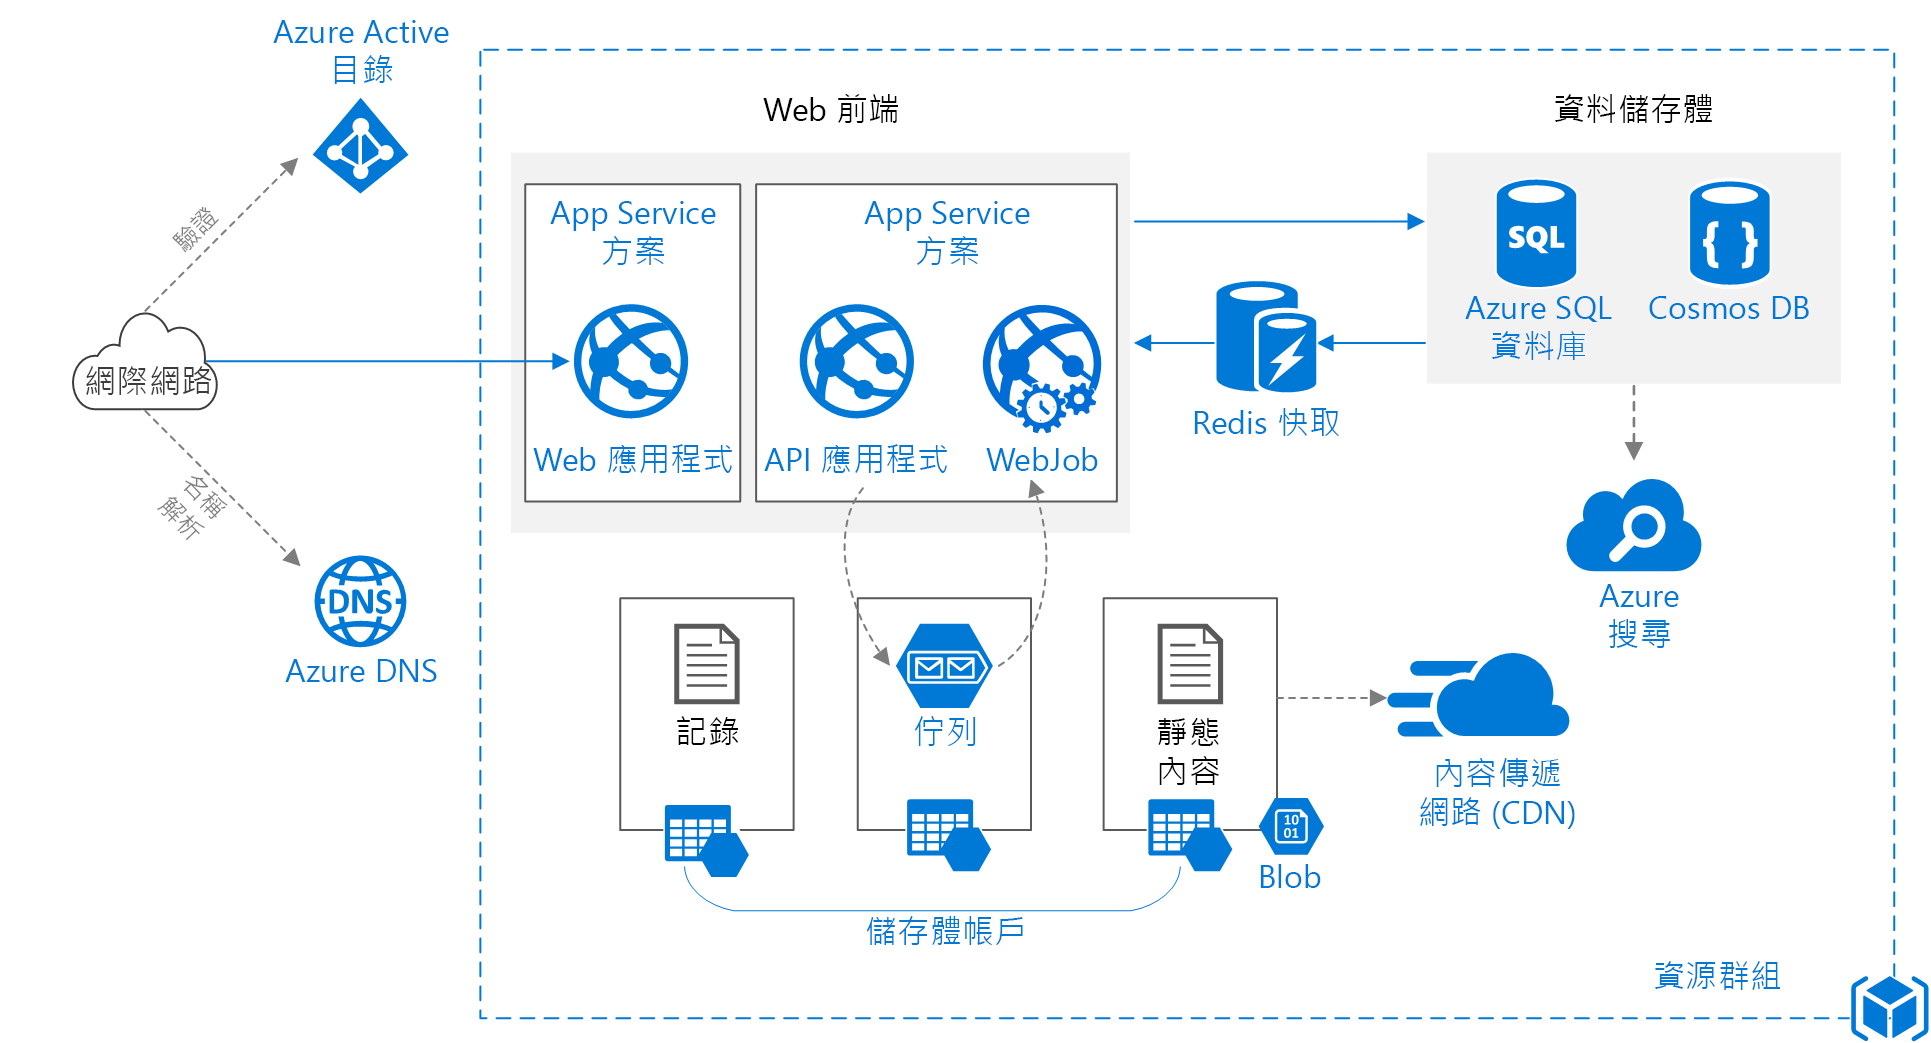 Azure Active
目錄
驗證
網際網路
名稱
解析
DNS
Azure DNS
Web 前端
App Service
方案
Web 應用程式
App Service
方案
API 應用程式
WebJob
資料儲存體
SQL
Azure SQL
資料庫
{ }
Cosmos DB
Redis 快取
Azure
搜尋
記錄
佇列
靜態
內容
10
01
Blob
內容傳遞
網路 (CDN)
儲存體帳戶
資源群組